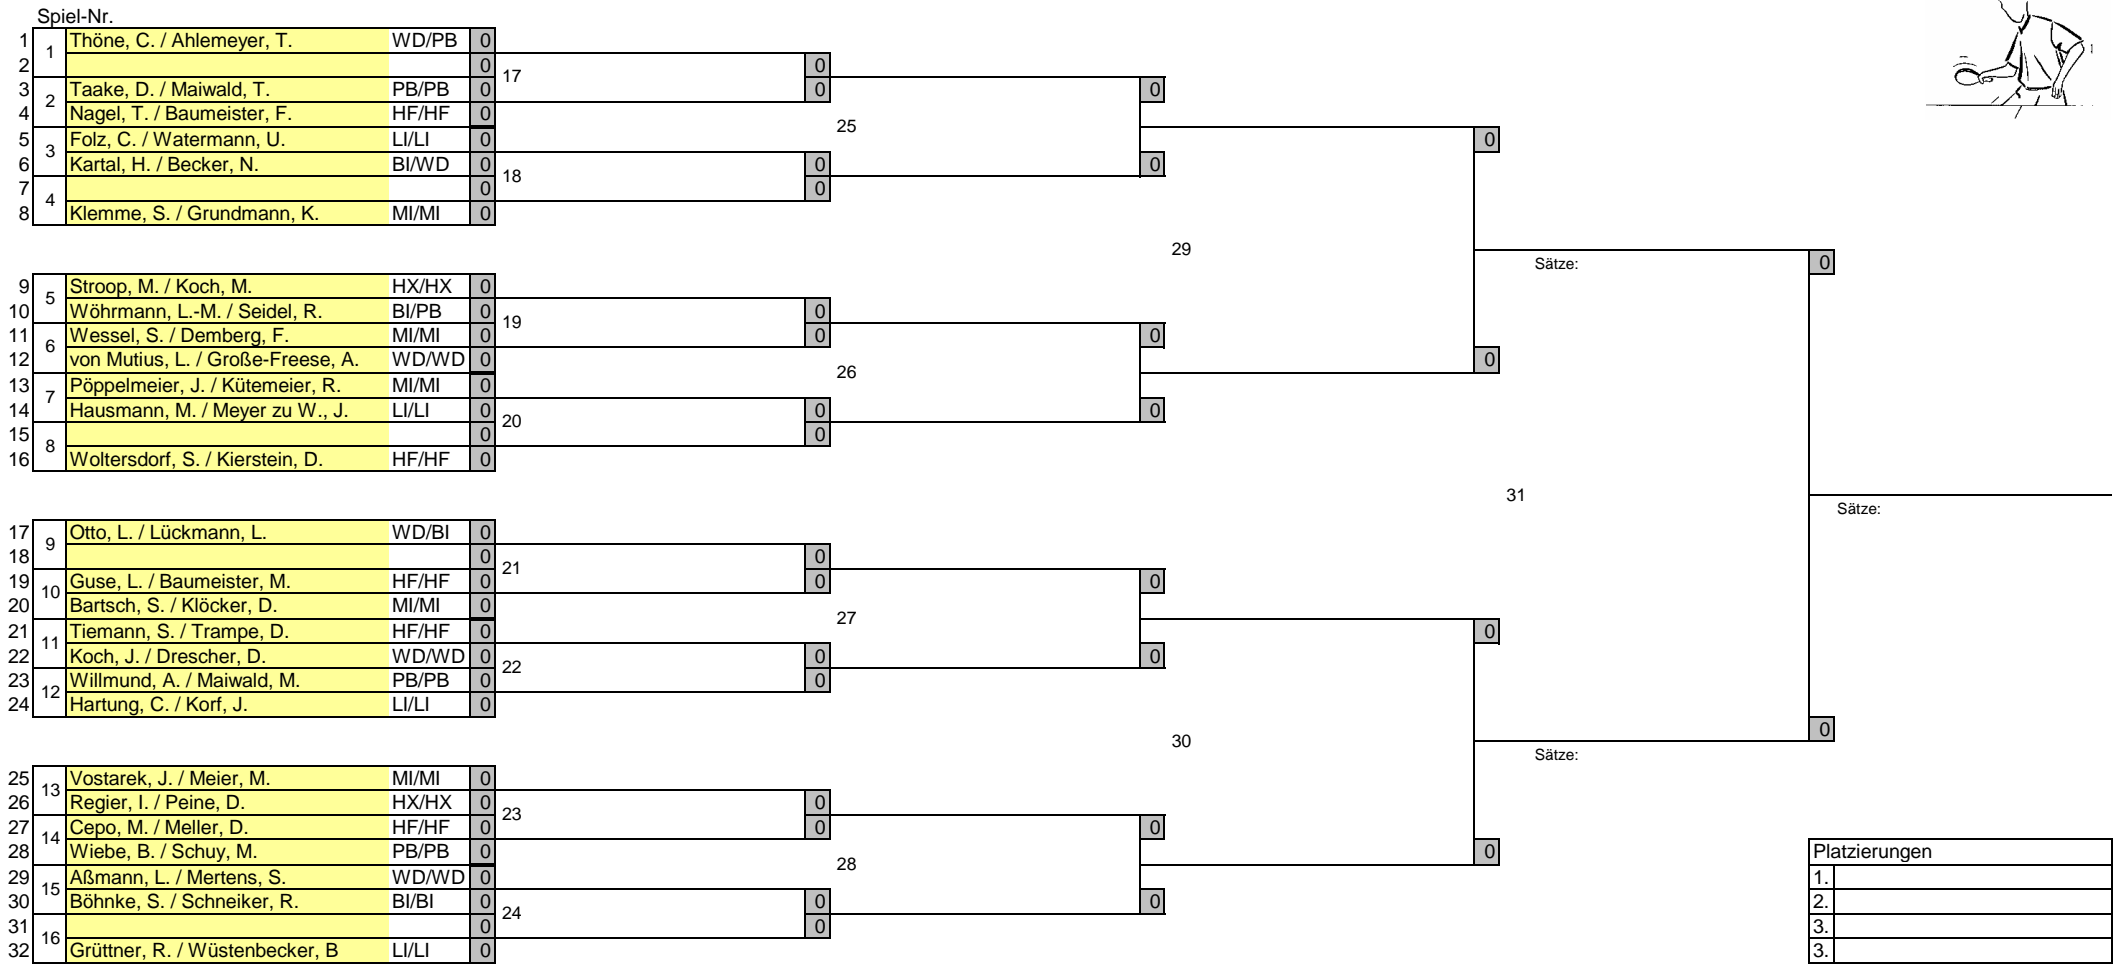 Spiel-Nr.
1 1 Thöne, C. / Ahlemeyer, T. WD/PB 0
2 0 17 0
3 2 Taake, D. / Maiwald, T. PB/PB 0 0 0
4 Nagel, T. / Baumeister, F. HF/HF 0
25
5 3 Folz, C. / Watermann, U. LI/LI 0 0
6 Kartal, H. / Becker, N. BI/WD 0 0 0
18
7 4 0 0
8 Klemme, S. / Grundmann, K. MI/MI 0
29
Sätze: 0
9 5 Stroop, M. / Koch, M. HX/HX 0
10 Wöhrmann, L.-M. / Seidel, R. BI/PB 0 0
19
11 6 Wessel, S. / Demberg, F. MI/MI 0 0 0
12 von Mutius, L. / Große-Freese, A. WD/WD 0 0
26
13 7 Pöppelmeier, J. / Kütemeier, R. MI/MI 0
14 Hausmann, M. / Meyer zu W., J. LI/LI 0 0 0
20
15 8 0 0
16 Woltersdorf, S. / Kierstein, D. HF/HF 0
31
Sätze:
17 9 Otto, L. / Lückmann, L. WD/BI 0
18 0 0
21
19 10 Guse, L. / Baumeister, M. HF/HF 0 0 0
20 Bartsch, S. / Klöcker, D. MI/MI 0
27
21 11 Tiemann, S. / Trampe, D. HF/HF 0 0
22 Koch, J. / Drescher, D. WD/WD 0 0 0
22
23 12 Willmund, A. / Maiwald, M. PB/PB 0 0
24 Hartung, C. / Korf, J. LI/LI 0
0
30
Sätze:
25 13 Vostarek, J. / Meier, M. MI/MI 0
26 Regier, I. / Peine, D. HX/HX 0 0
23
27 14 Cepo, M. / Meller, D. HF/HF 0 0 0
28 Wiebe, B. / Schuy, M. PB/PB 0 0
28
29 15 Aßmann, L. / Mertens, S. WD/WD 0
30 Böhnke, S. / Schneiker, R. BI/BI 0 0 0
24
31 16 0 0
32 Grüttner, R. / Wüstenbecker, B LI/LI 0
Platzierungen
1.
2.
3.
3.